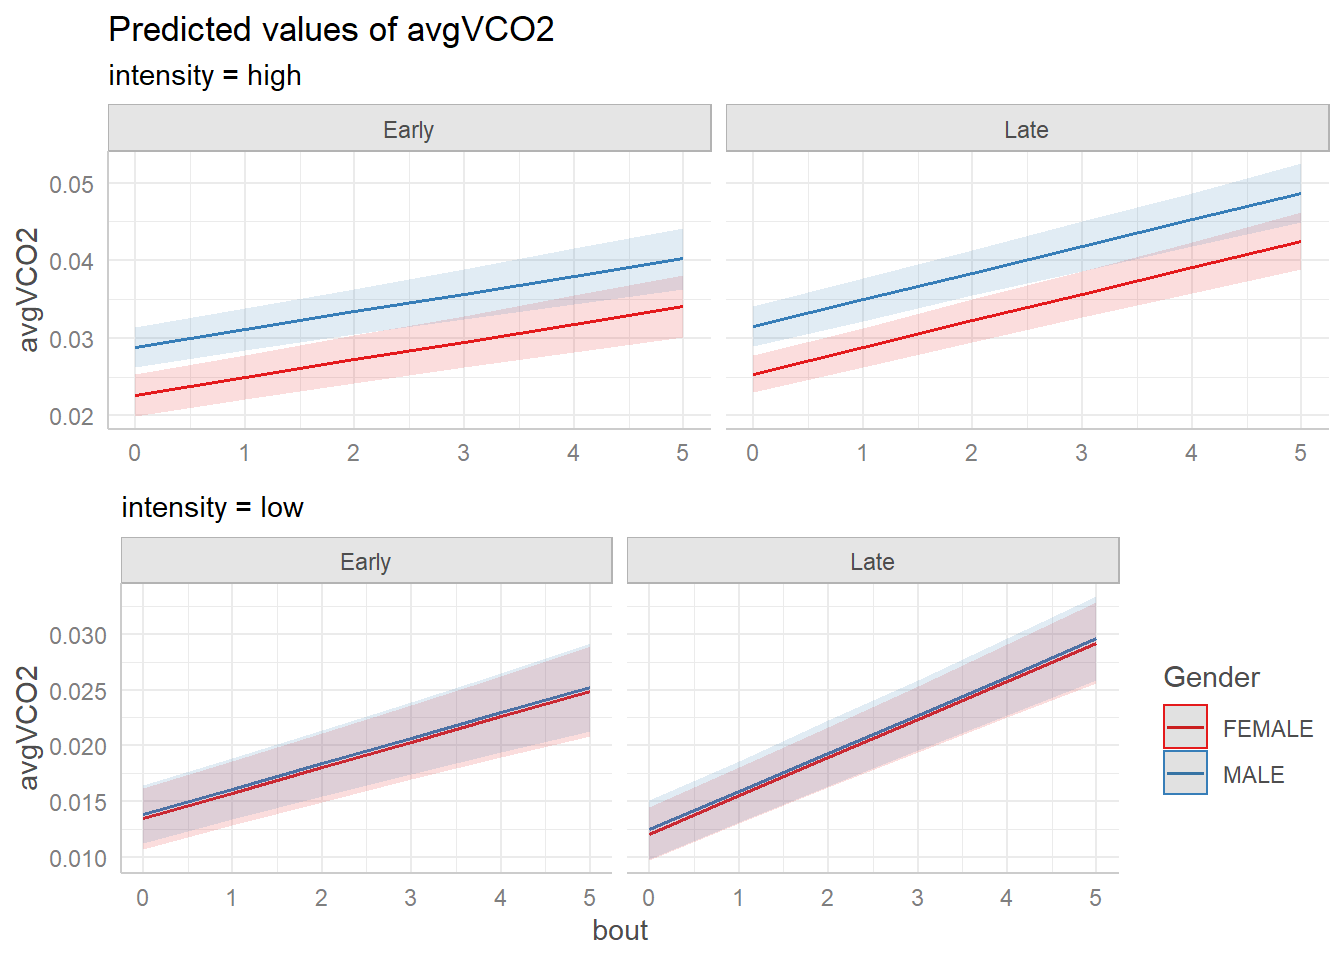 Predicted values of avgVCO2
intensity = high
Early Late
avgVCO2
0.05
0.04
0.03
0.02
0 1 2 3 4 5 0 1 2 3 4 5
intensity = low
Early Late
avgVCO2
0.030
0.025
0.020
0.015
0.010
0 1 2 3 4 5 0 1 2 3 4 5
bout
Gender
FEMALE
MALE